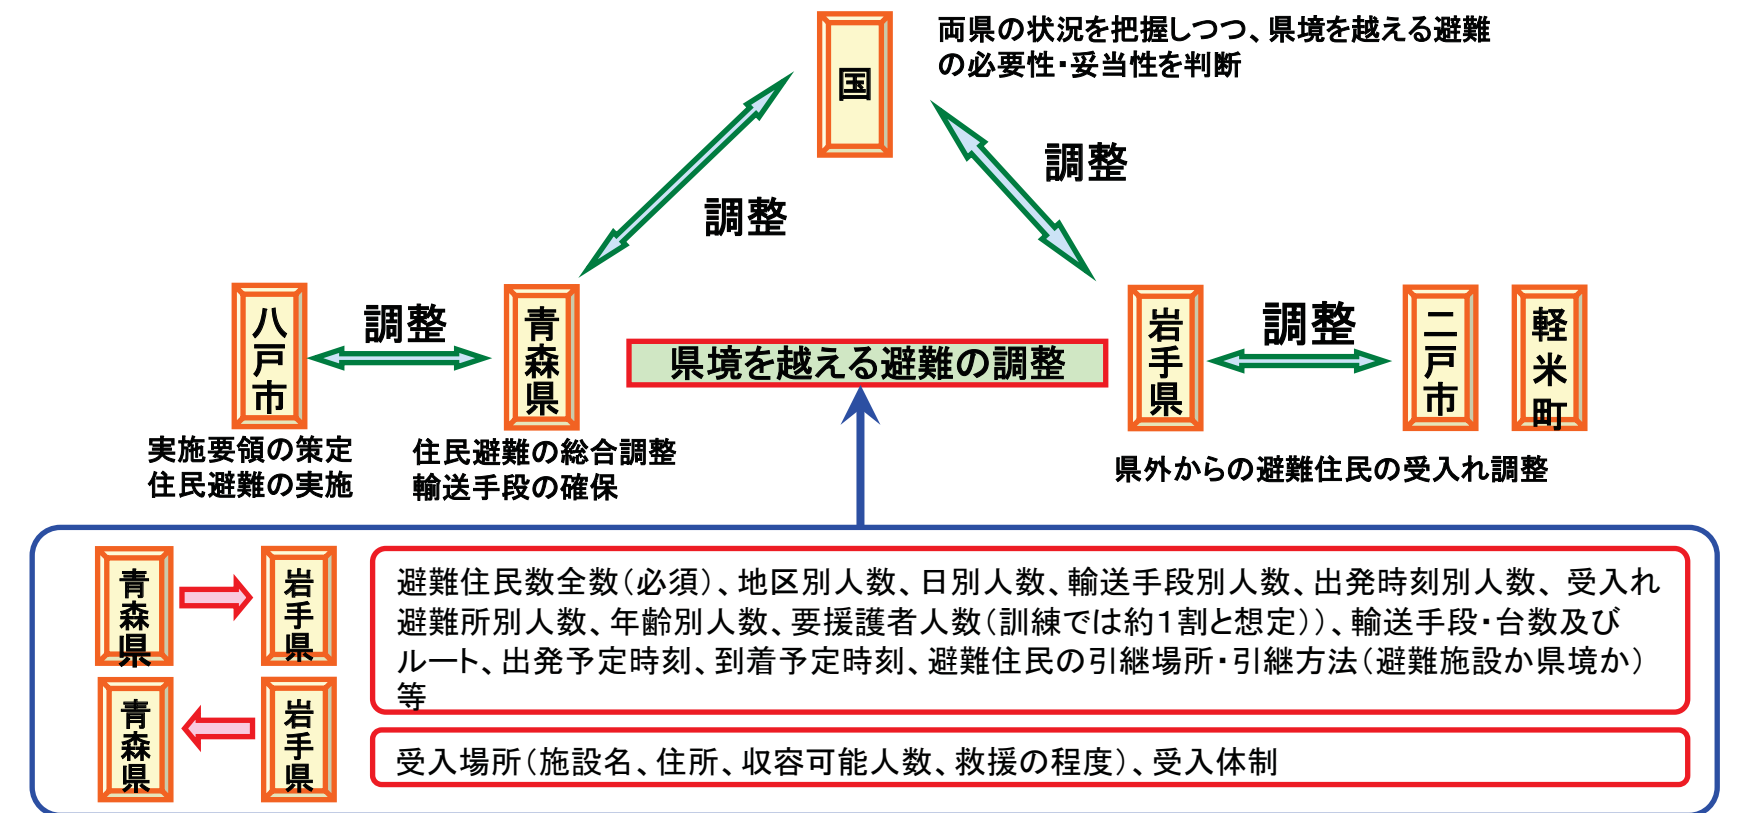 国
両県の状況を把握しつつ、県境を越える避難
の必要性・妥当性を判断
調整
調整
八戸市
調整
青森県
県境を越える避難の調整
岩手県
調整
二戸市
軽米町
実施要領の策定
住民避難の実施
住民避難の総合調整
輸送手段の確保
県外からの避難住民の受入れ調整
青森県
岩手県
避難住民数全数(必須)、地区別人数、日別人数、輸送手段別人数、出発時刻別人数、受入れ
避難所別人数、年齢別人数、要援護者人数(訓練では約1割と想定))、輸送手段・台数及び
ルート、出発予定時刻、到着予定時刻、避難住民の引継場所・引継方法(避難施設か県境か)
等
青森県
岩手県
受入場所(施設名、住所、収容可能人数、救援の程度)、受入体制